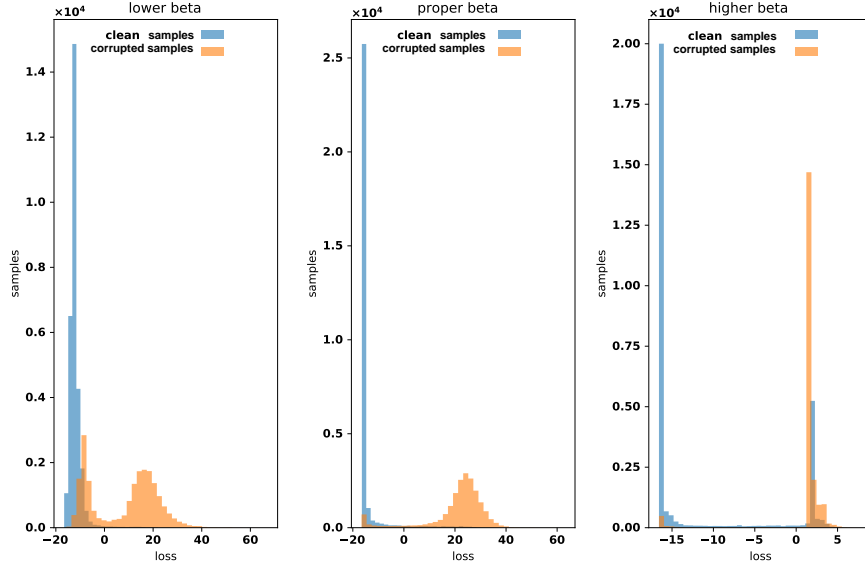 lower beta
×10⁴
clean samples
corrupted samples
1.4
1.2
1.0
0.8
0.6
0.4
0.2
0.0
samples
−20 0 20 40 60
loss
proper beta
×10⁴
clean samples
corrupted samples
2.5
2.0
1.5
1.0
0.5
0.0
samples
−20 0 20 40 60
loss
higher beta
×10⁴
clean samples
corrupted samples
2.00
1.75
1.50
1.25
1.00
0.75
0.50
0.25
0.00
samples
−15 −10 −5 0 5
loss